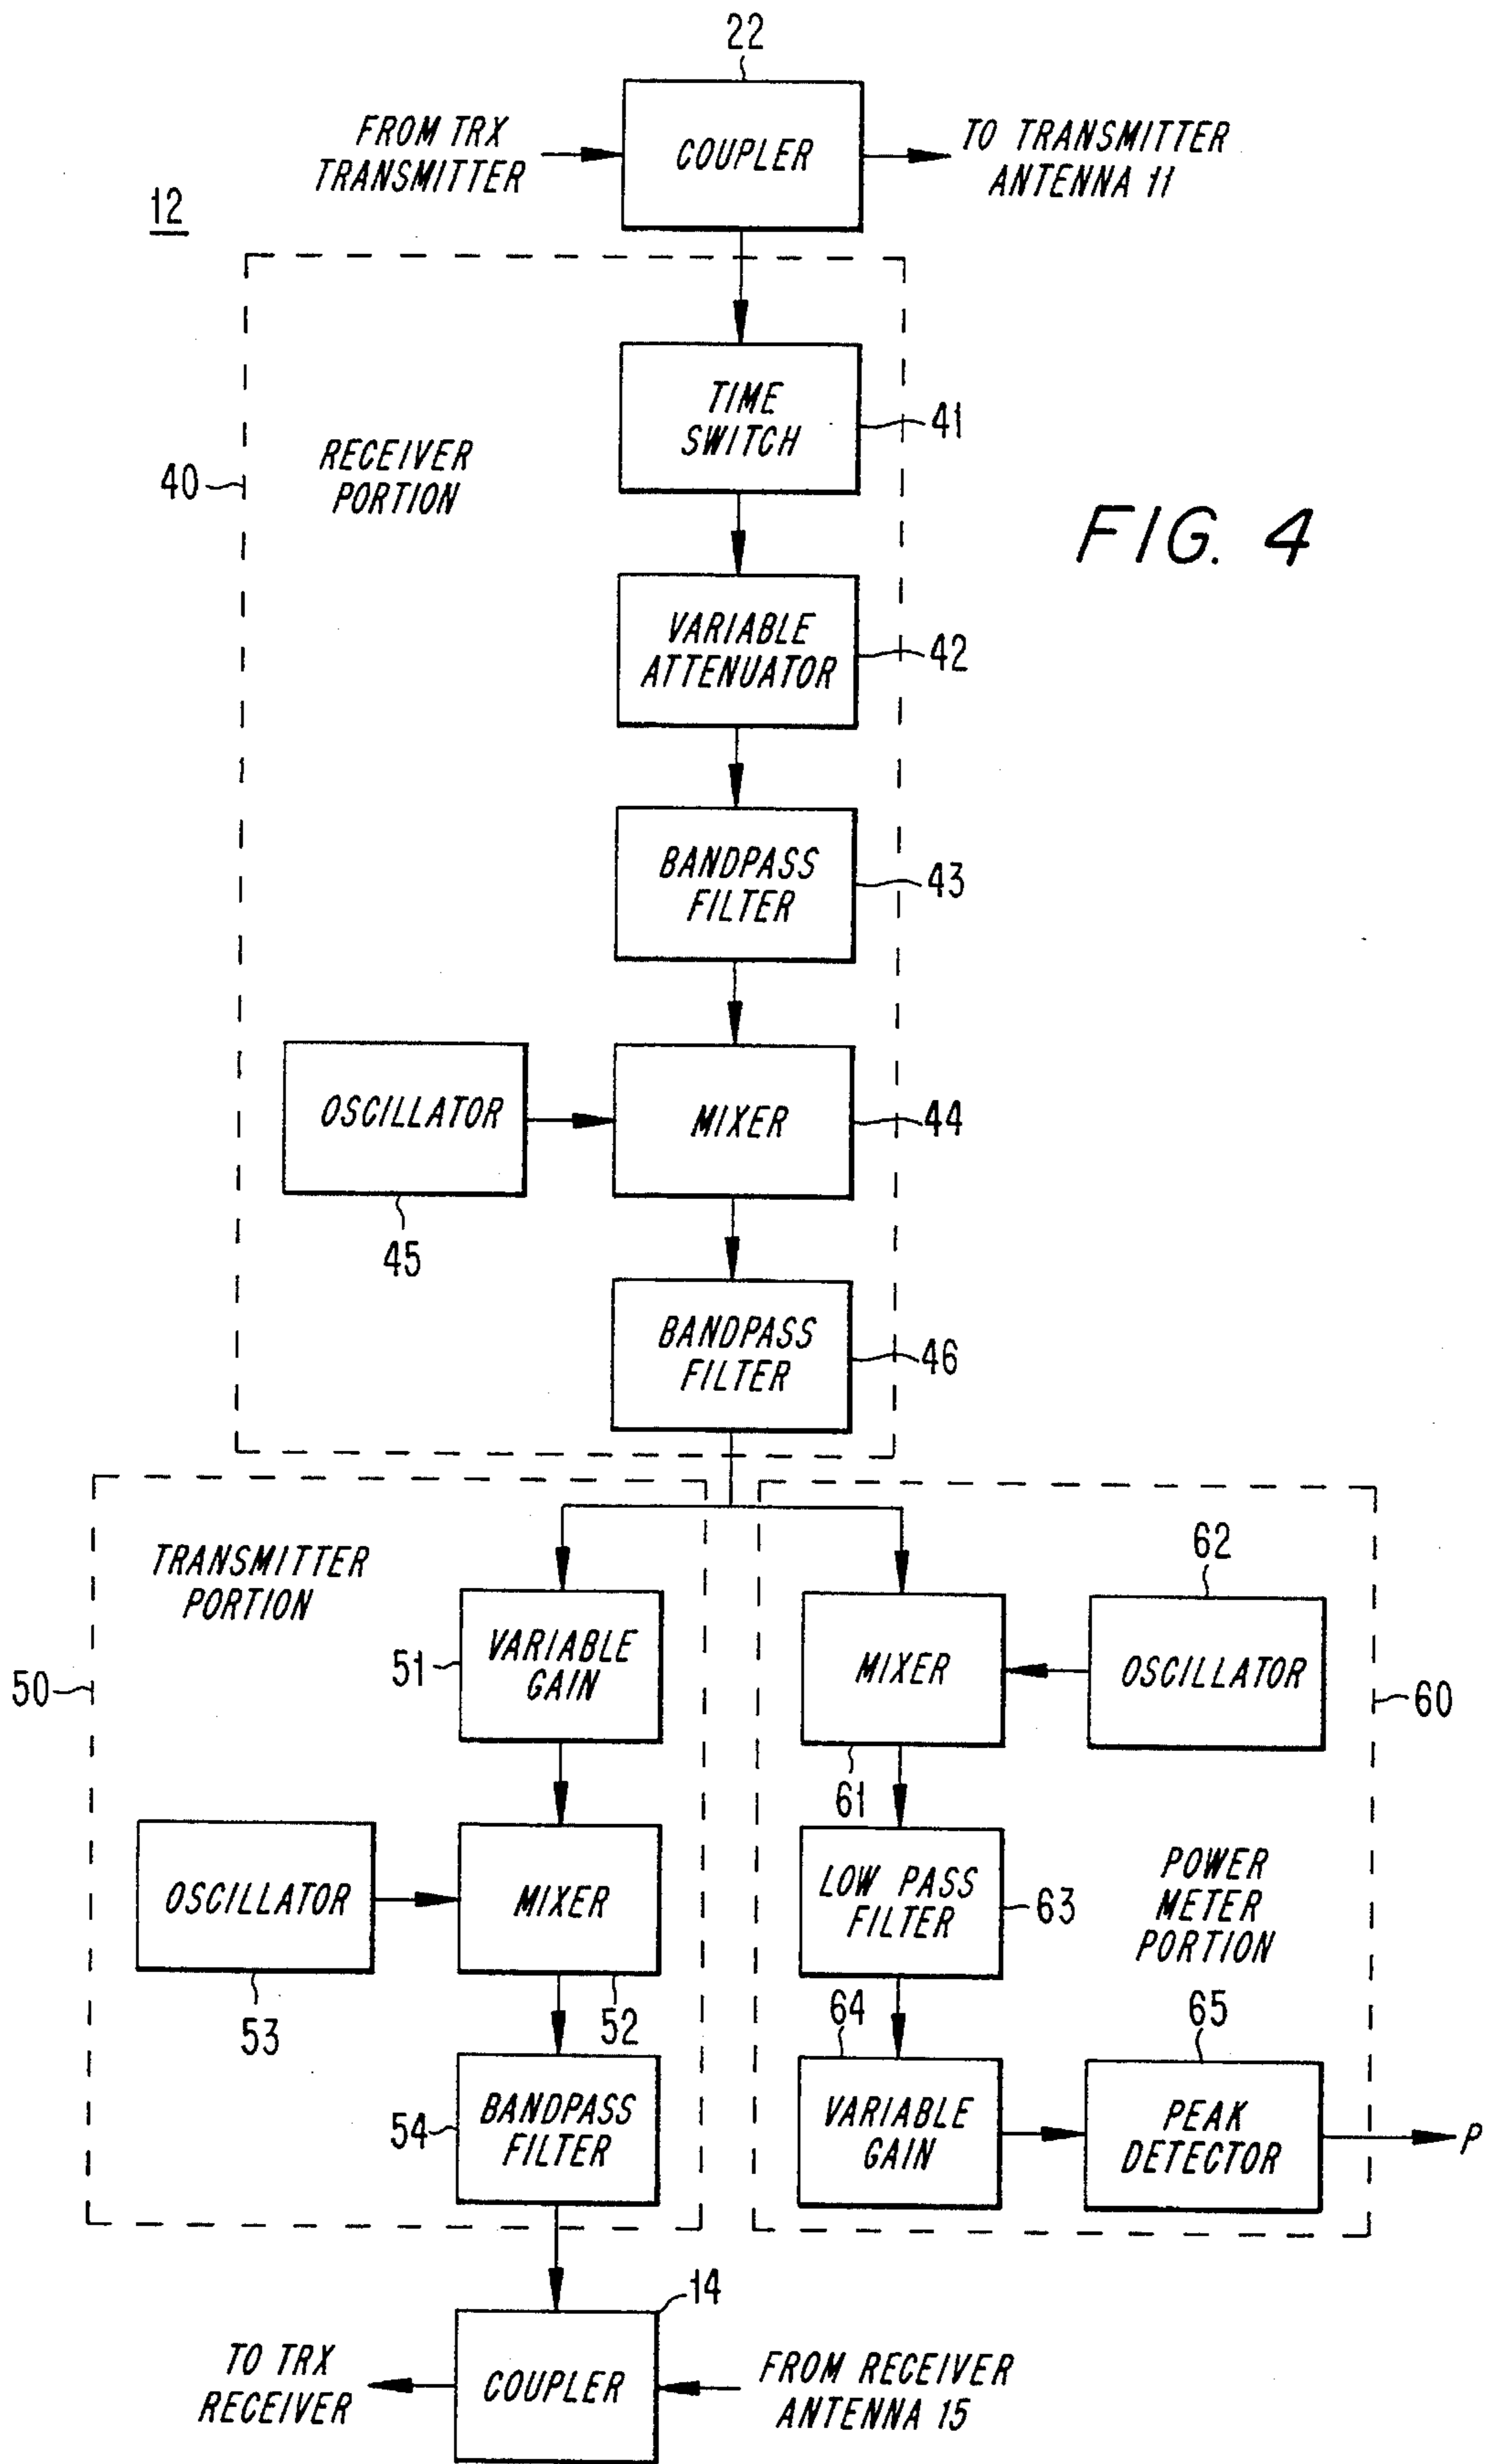 22
FROM TRX
TRANSMITTER
COUPLER
TO TRANSMITTER
ANTENNA 11
12
TIME
SWITCH
41
RECEIVER
PORTION
40
FIG. 4
VARIABLE
ATTENUATOR
42
BANDPASS
FILTER
43
OSCILLATOR
MIXER
44
45
BANDPASS
FILTER
46
TRANSMITTER
PORTION
62
VARIABLE
GAIN
51
50
MIXER
OSCILLATOR
60
61
OSCILLATOR
MIXER
LOW PASS
FILTER
63
POWER
METER
PORTION
53
52
64
65
BANDPASS
FILTER
54
VARIABLE
GAIN
PEAK
DETECTOR
P
14
TO TRX
RECEIVER
COUPLER
FROM RECEIVER
ANTENNA 15